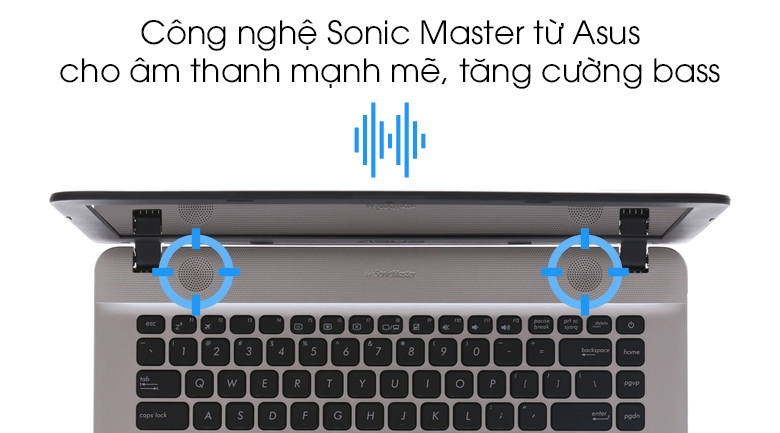 Công nghệ Sonic Master từ Asus
cho âm thanh mạnh mẽ, tăng cường bass
SonicMaster
esc F1 F2 F3 F4 F5 F6 F7 F8 F9 F10 F11 F12 pause break prt sc sysrq delete
~ ` ! 1 @ 2 # 3 $ 4 % 5 ^ 6 & 7 * 8 ( 9 ) 0 _ - + = backspace home
tab Q W E R T Y U I O P { [ } ] | \ pgup
caps lock A S D F G H J K L : ; " ' enter pgdn